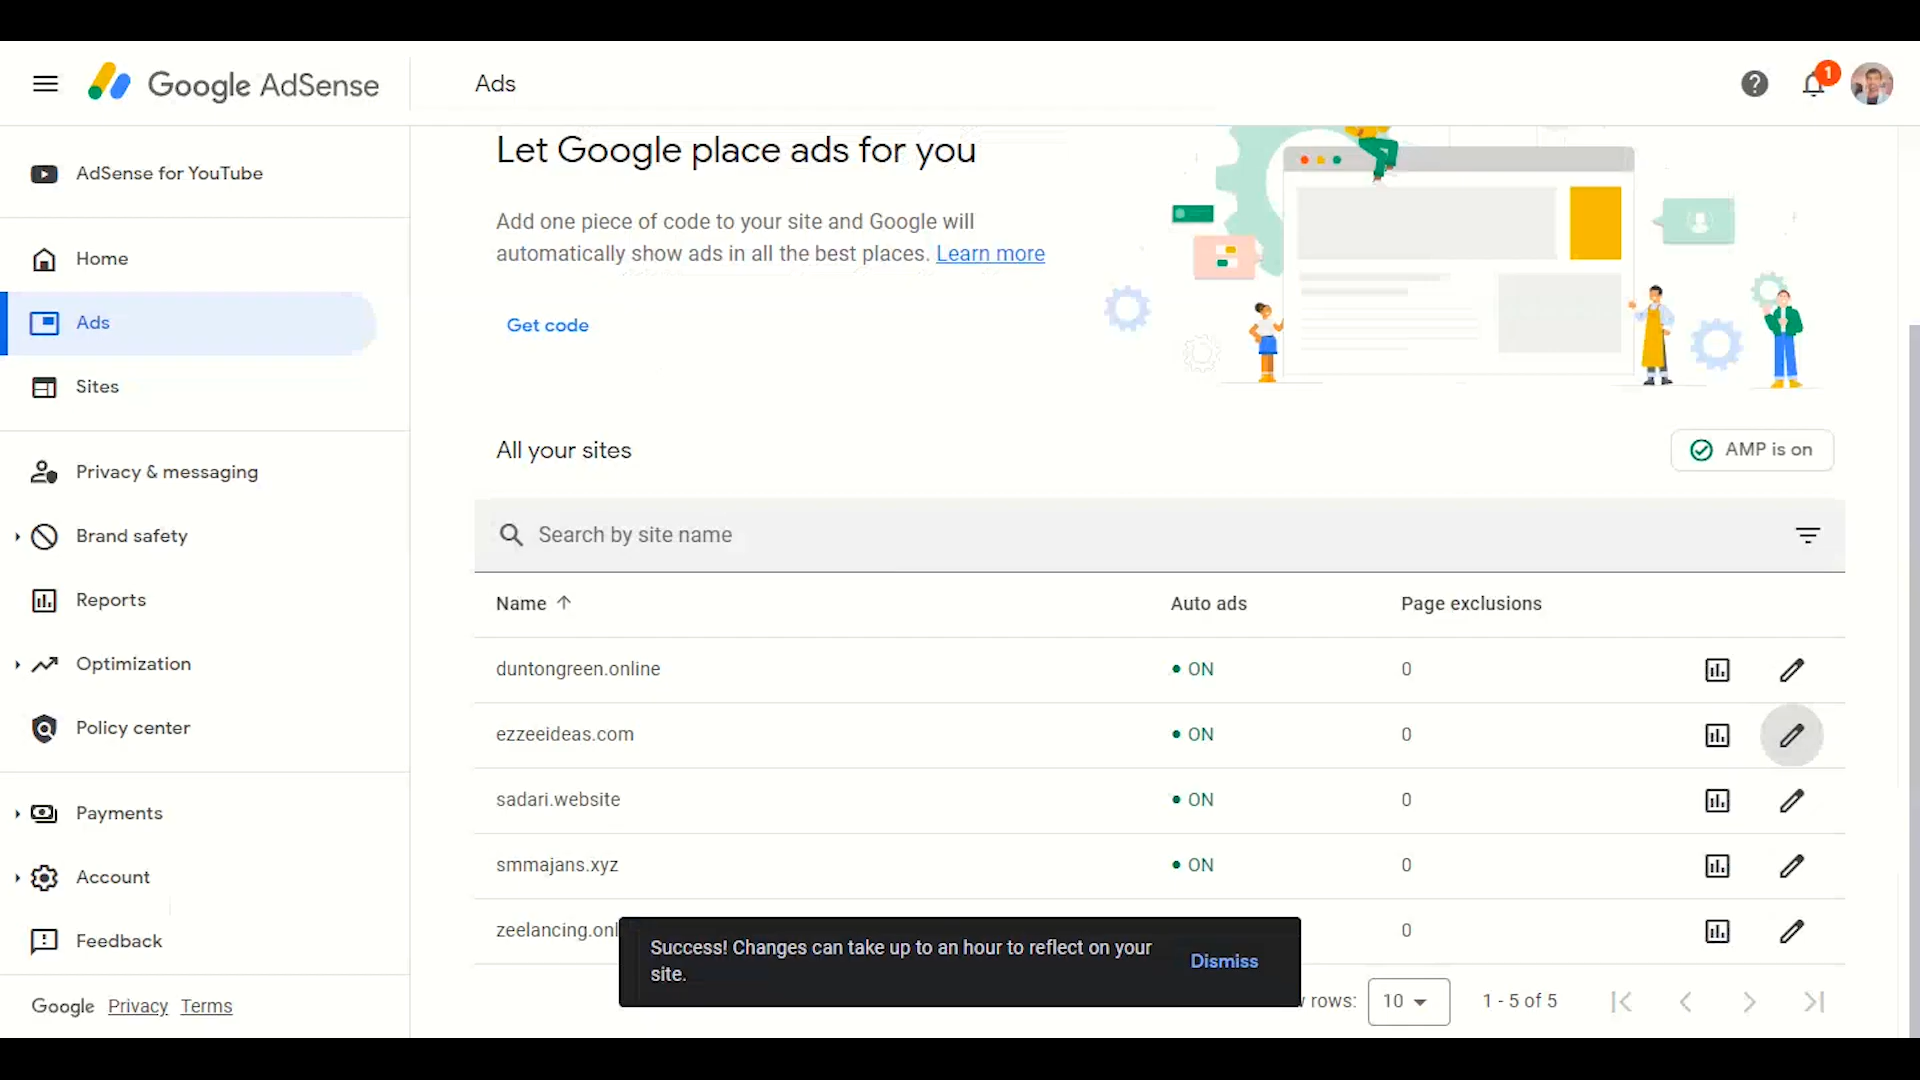 Google AdSense
Ads
1
AdSense for YouTube
Home
Ads
Sites
Privacy & messaging
Brand safety
Reports
Optimization
Policy center
Payments
Account
Feedback
Google Privacy Terms
Let Google place ads for you
Add one piece of code to your site and Google will
automatically show ads in all the best places. Learn more
Get code
All your sites
AMP is on
Search by site name
Name Auto ads Page exclusions
duntongreen.online ON 0
ezzeeideas.com ON 0
sadari.website ON 0
smmajans.xyz ON 0
0
Success! Changes can take up to an hour to reflect on your
site.
Dismiss
rows: 10 1 - 5 of 5